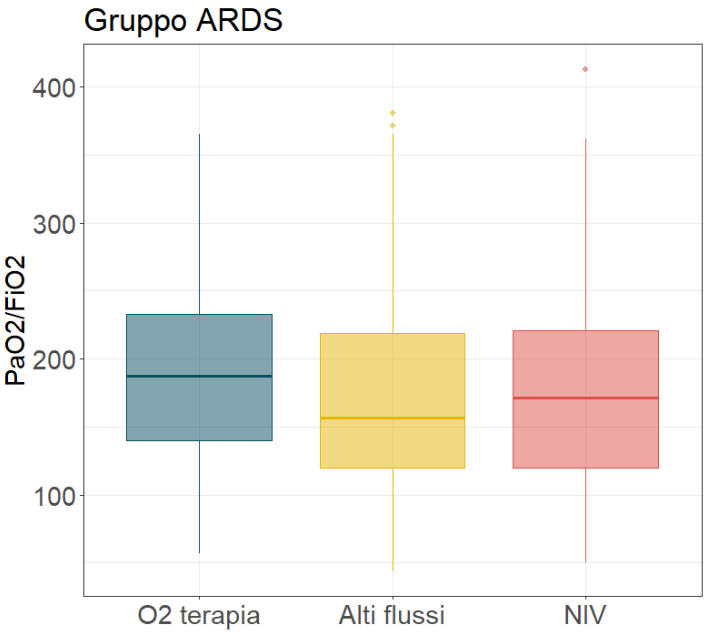 Gruppo ARDS
PaO2/FiO2
400
300
200
100
O2 terapia
Alti flussi
NIV